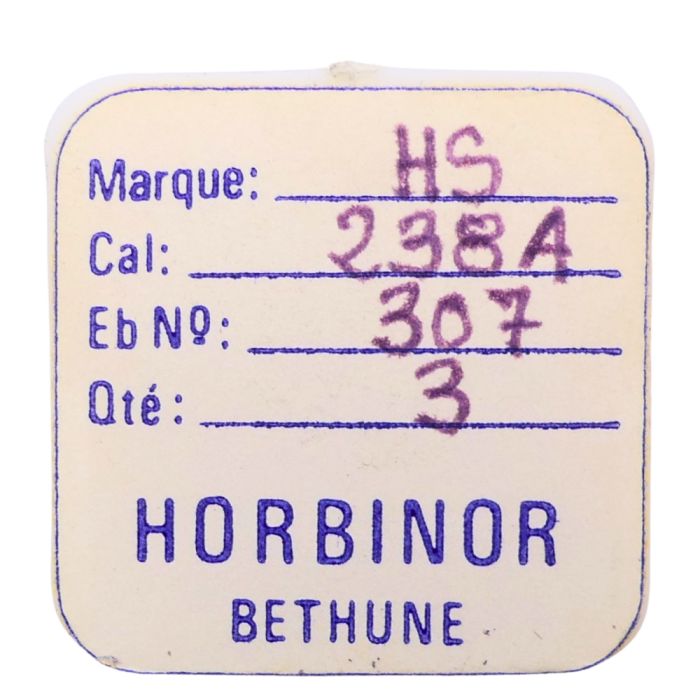 Marque: HS
Cal: 238A
Eb Nº: 307
Qté: 3
HORBINOR
BETHUNE